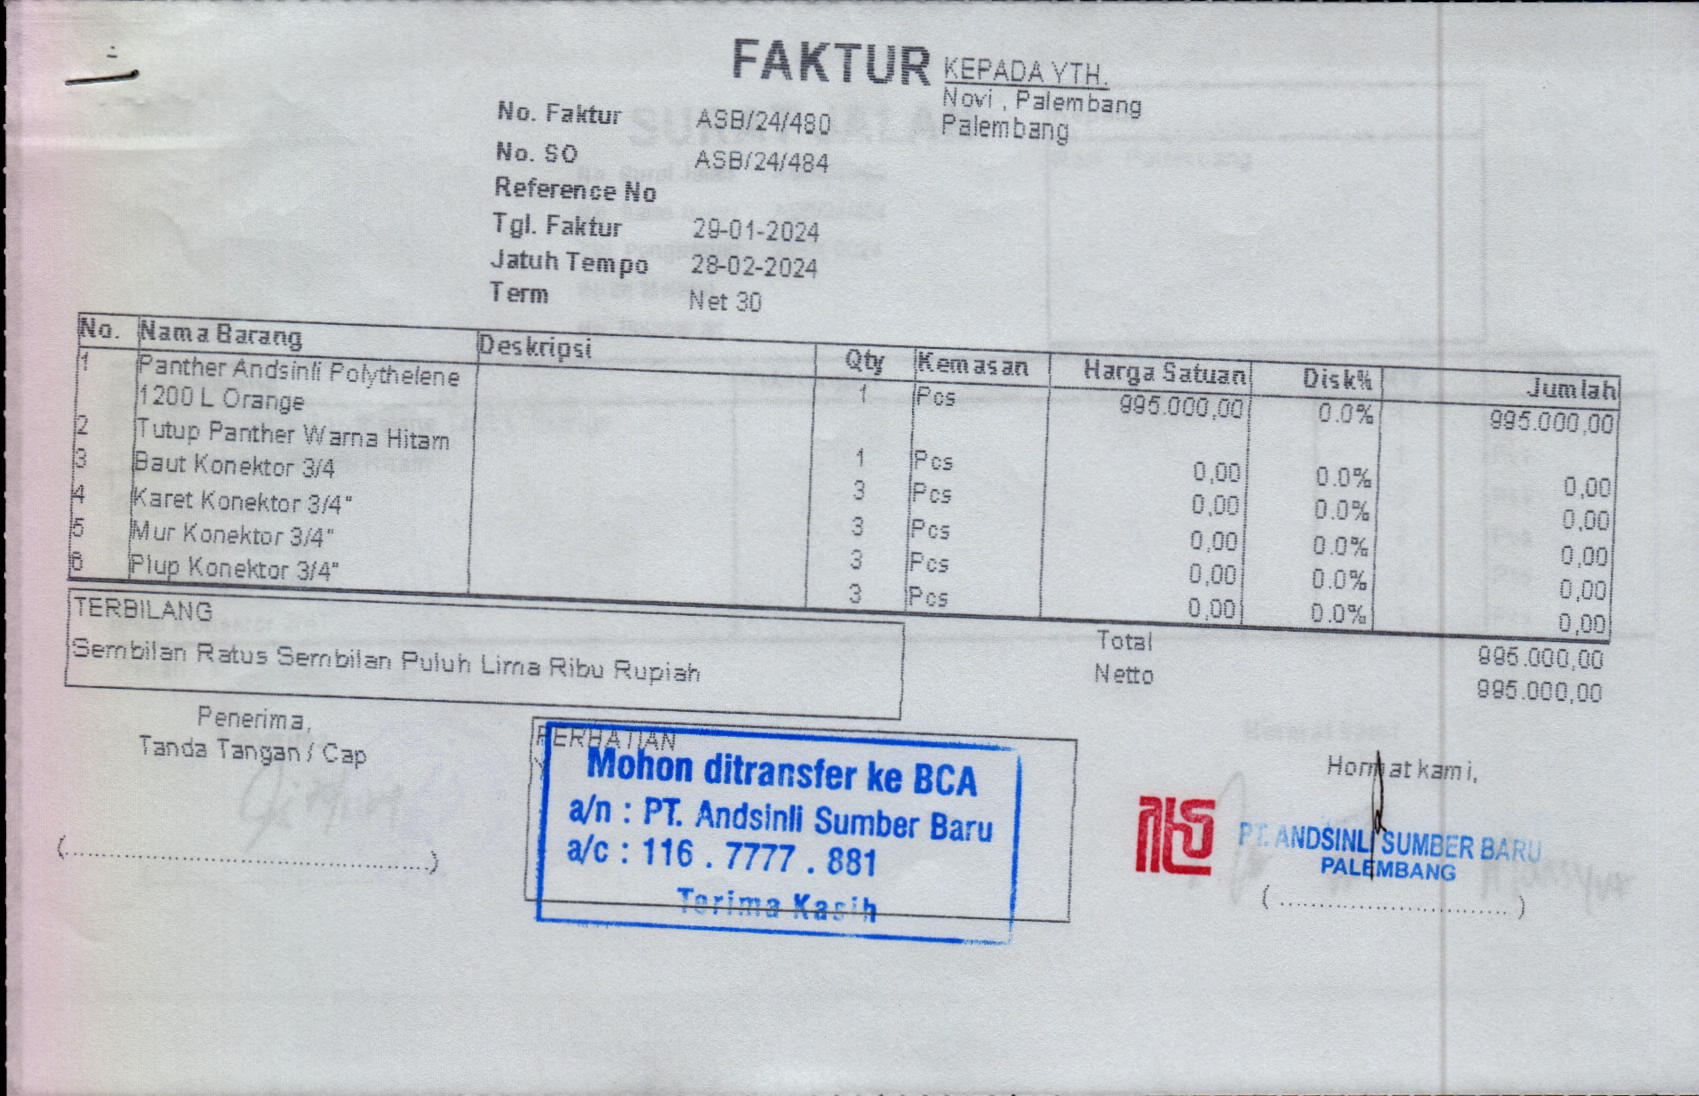 FAKTUR
KEPADA YTH.
Novi , Palembang
Palembang
No. Faktur ASB/24/480
No. SO ASB/24/484
Reference No
Tgl. Faktur 29-01-2024
Jatuh Tempo 28-02-2024
Term Net 30
No. Nama Barang Deskripsi Qty Kemasan Harga Satuan Disk% Jumlah
1 Panther Andsinli Polythelene 1 Pcs 995.000,00 0.0% 995.000,00
1200 L Orange
2 Tutup Panther Warna Hitam 1 Pcs 0,00 0.0% 0,00
3 Baut Konektor 3/4 3 Pcs 0,00 0.0% 0,00
4 Karet Konektor 3/4" 3 Pcs 0,00 0.0% 0,00
5 Mur Konektor 3/4" 3 Pcs 0,00 0.0% 0,00
6 Plup Konektor 3/4" 3 Pcs 0,00 0.0% 0,00
TERBILANG
Sembilan Ratus Sembilan Puluh Lima Ribu Rupiah
Total 995.000,00
Netto 995.000,00
Penerima,
Tanda Tangan / Cap
(....................................................)
PERHATIAN
Mohon ditransfer ke BCA
a/n : PT. Andsinli Sumber Baru
a/c : 116 . 7777 . 881
Terima Kasih
Hormat kami,
PT. ANDSINLI SUMBER BARU
PALEMBANG
(..................................)